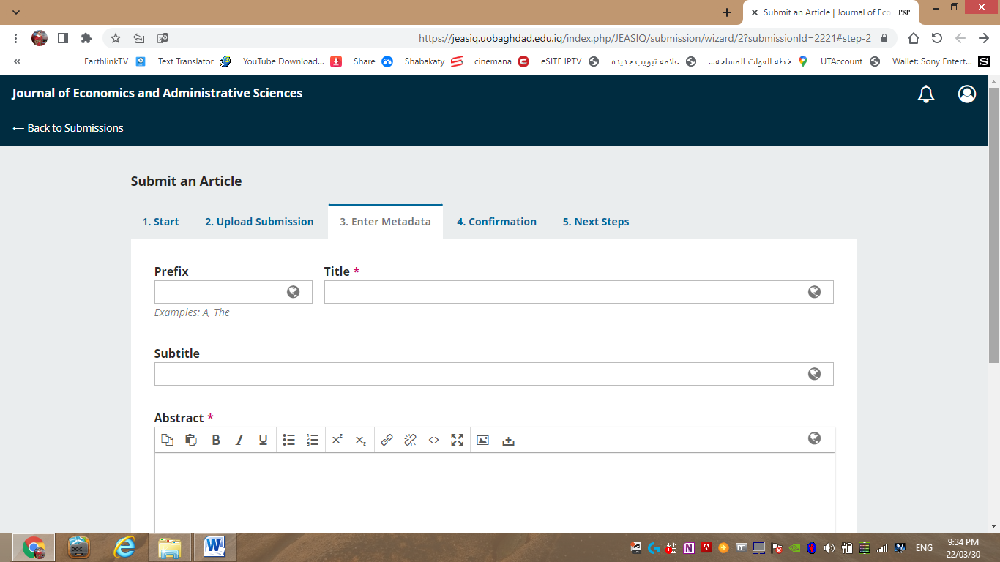 Submit an Article | Journal of Eco PKP
https://jeasiq.uobaghdad.edu.iq/index.php/JEASIQ/submission/wizard/2?submissionId=2221#step-2
« EarthlinkTV Text Translator YouTube Download... Share Shabakaty cinemana eSITE IPTV علامة تبويب جديدة خطة القوات المسلحة... UTAccount Wallet: Sony Entert...
Journal of Economics and Administrative Sciences
← Back to Submissions
Submit an Article
1. Start 2. Upload Submission 3. Enter Metadata 4. Confirmation 5. Next Steps
Prefix Title *
Examples: A, The
Subtitle
Abstract *
B I U x² x₂ <>
ENG 9:34 PM
22/03/30